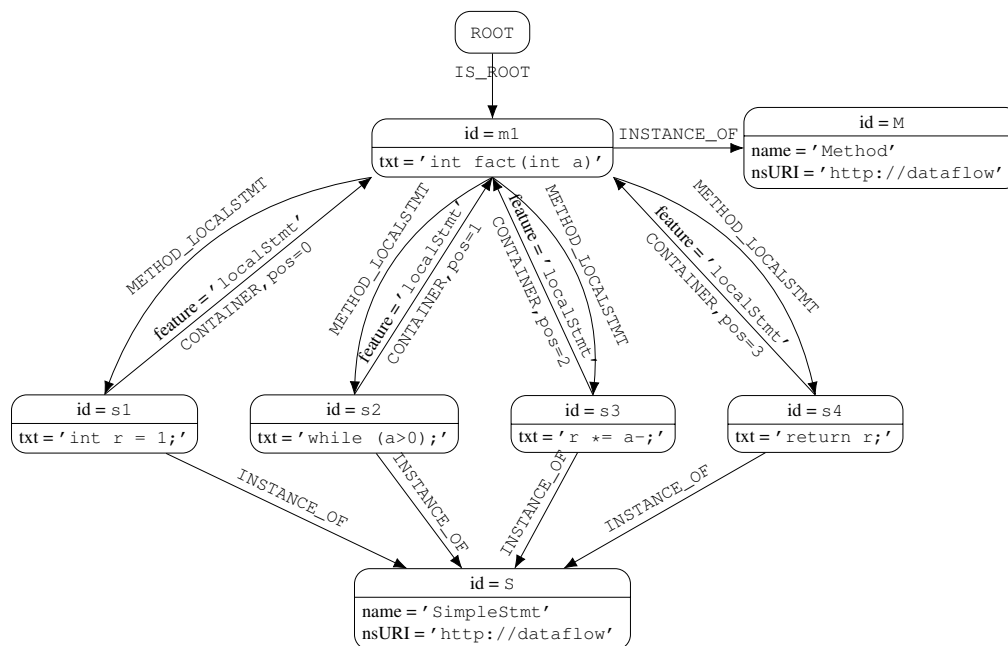 ROOT
IS_ROOT
id = m1
txt = 'int fact(int a)'
INSTANCE_OF
id = M
name = 'Method'
nsURI = 'http://dataflow'
METHOD_LOCALSTMT
feature = 'localStmt'
CONTAINER,pos=0
METHOD_LOCALSTMT
feature = 'localStmt'
CONTAINER,pos=1
METHOD_LOCALSTMT
feature = 'localStmt'
CONTAINER,pos=2
METHOD_LOCALSTMT
feature = 'localStmt'
CONTAINER,pos=3
id = s1
txt = 'int r = 1;'
id = s2
txt = 'while (a>0);'
id = s3
txt = 'r *= a-;'
id = s4
txt = 'return r;'
INSTANCE_OF
INSTANCE_OF
INSTANCE_OF
INSTANCE_OF
id = S
name = 'SimpleStmt'
nsURI = 'http://dataflow'